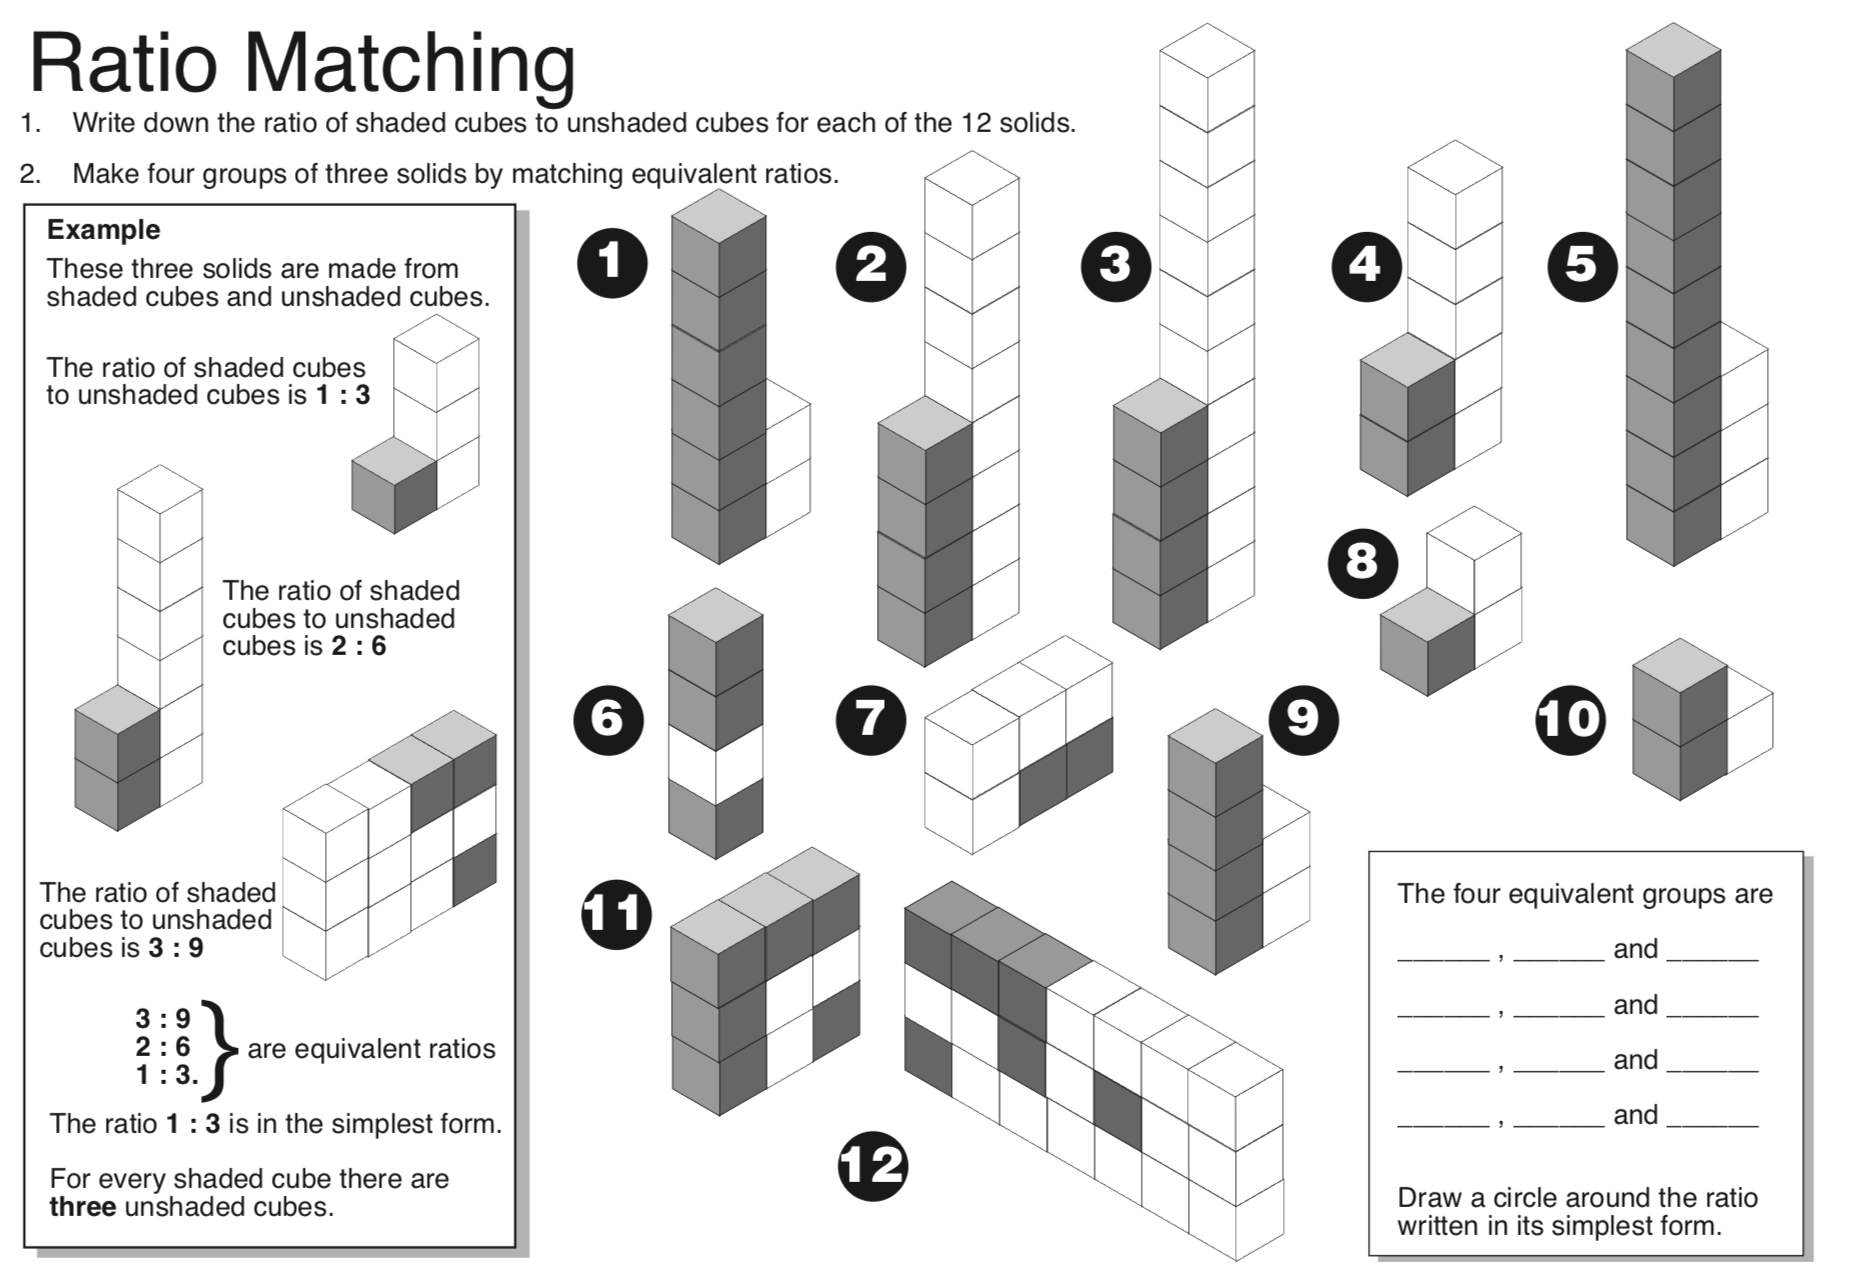 Ratio Matching
1. Write down the ratio of shaded cubes to unshaded cubes for each of the 12 solids.
2. Make four groups of three solids by matching equivalent ratios.
Example
These three solids are made from
shaded cubes and unshaded cubes.
The ratio of shaded cubes
to unshaded cubes is 1 : 3
The ratio of shaded
cubes to unshaded
cubes is 2 : 6
The ratio of shaded
cubes to unshaded
cubes is 3 : 9
3 : 9
2 : 6
1 : 3.
are equivalent ratios
The ratio 1 : 3 is in the simplest form.
For every shaded cube there are
three unshaded cubes.
1
2
3
4
5
6
7
8
9
10
11
12
The four equivalent groups are
______ , ______ and ______
______ , ______ and ______
______ , ______ and ______
______ , ______ and ______
Draw a circle around the ratio
written in its simplest form.